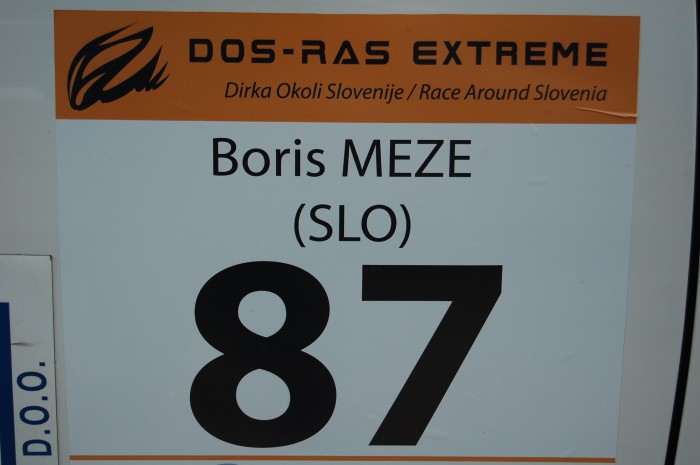 DOS-RAS EXTREME
Dirka Okoli Slovenije / Race Around Slovenia
Boris MEZE
(SLO)
87
D.O.O.